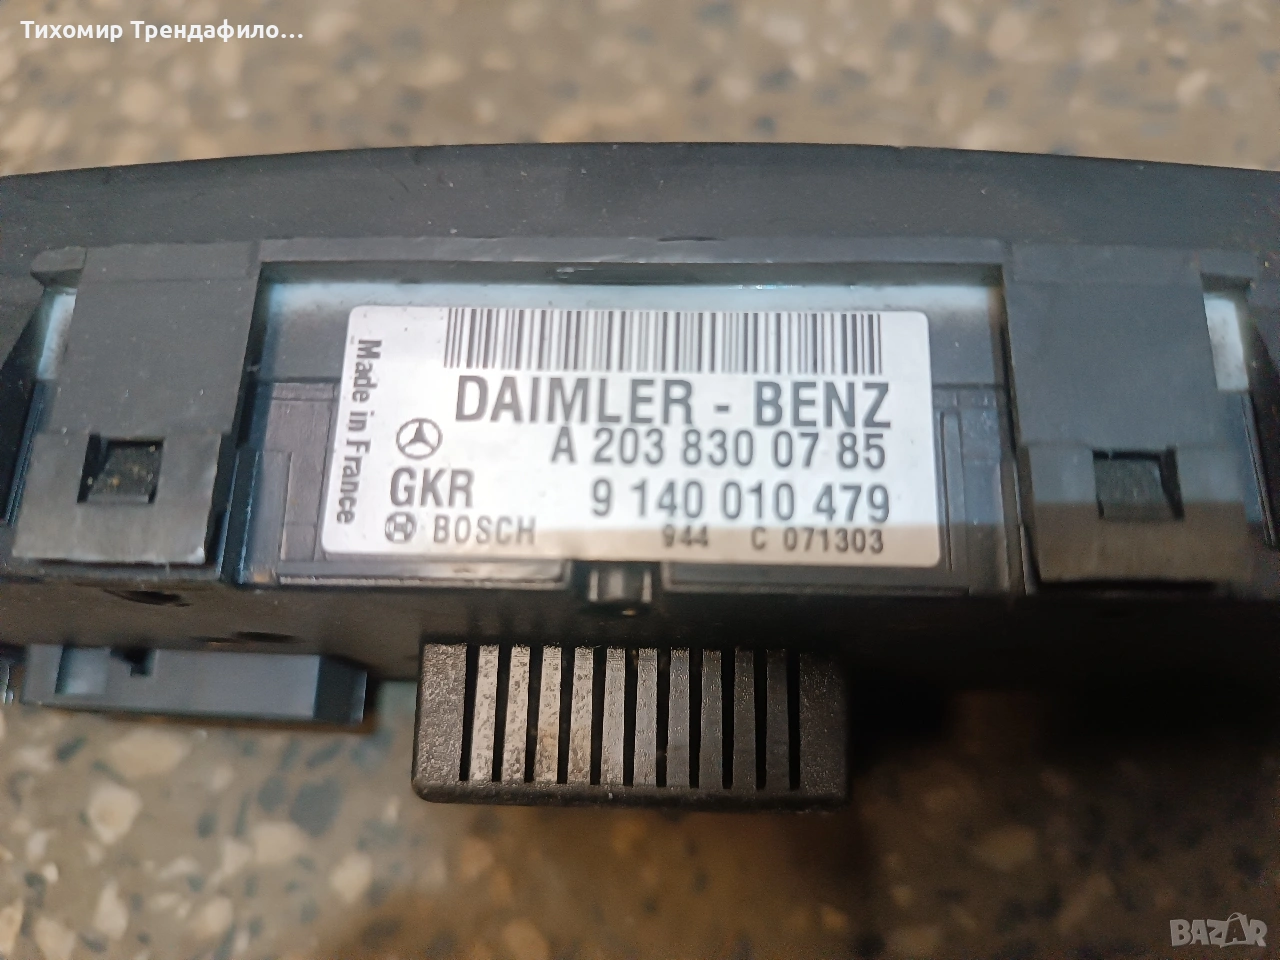 Тихомир Трендафило...
Made in France
DAIMLER - BENZ
A 203 830 07 85
GKR 9 140 010 479
BOSCH 944 C 071303
BAZAR